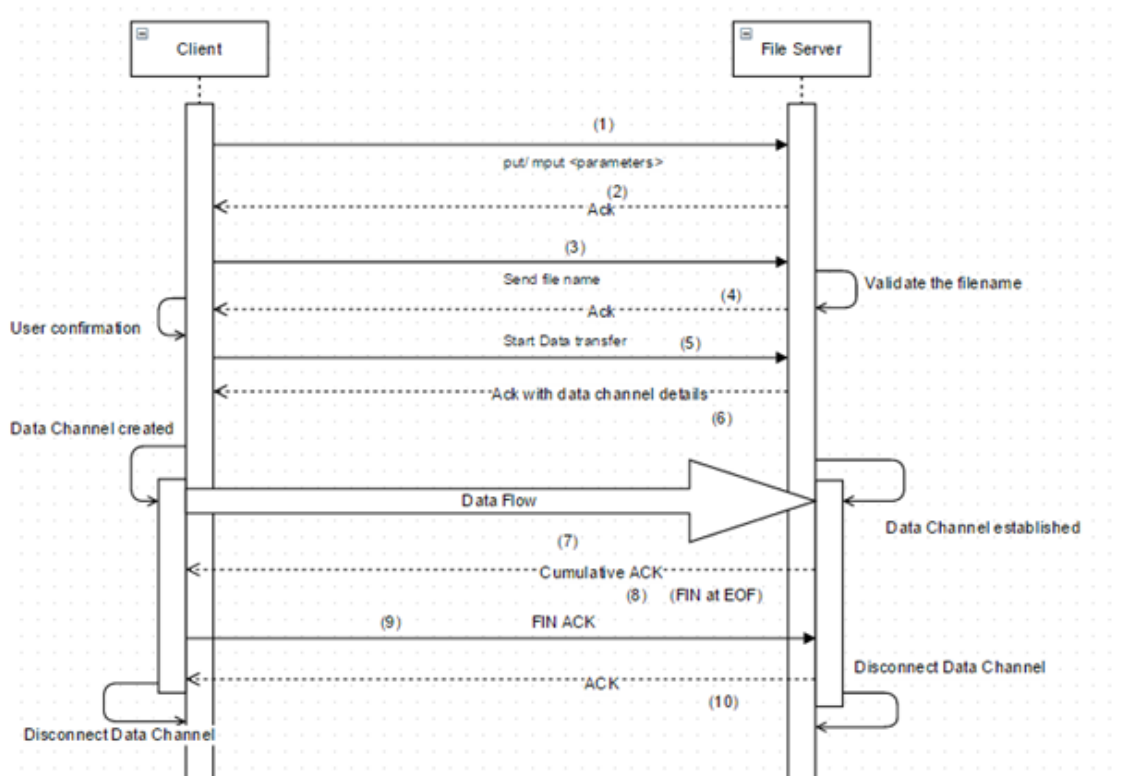 Client
File Server
(1)
put/ mput <parameters>
(2)
Ack
(3)
Send file name
Validate the filename
(4)
Ack
User confirmation
Start Data transfer
(5)
Ack with data channel details
(6)
Data Channel created
Data Flow
Data Channel established
(7)
Cumulative ACK
(8) (FIN at EOF)
(9)
FIN ACK
Disconnect Data Channel
ACK
(10)
Disconnect Data Channel